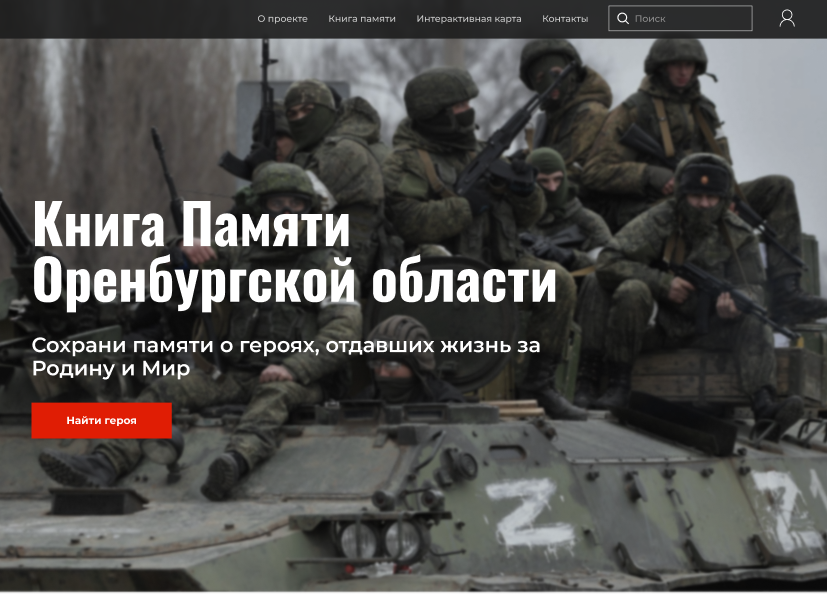 О проекте
Книга памяти
Интерактивная карта
Контакты
Поиск
Книга Памяти
Оренбургской области
Сохрани памяти о героях, отдавших жизнь за
Родину и Мир
Найти героя
Z
Z